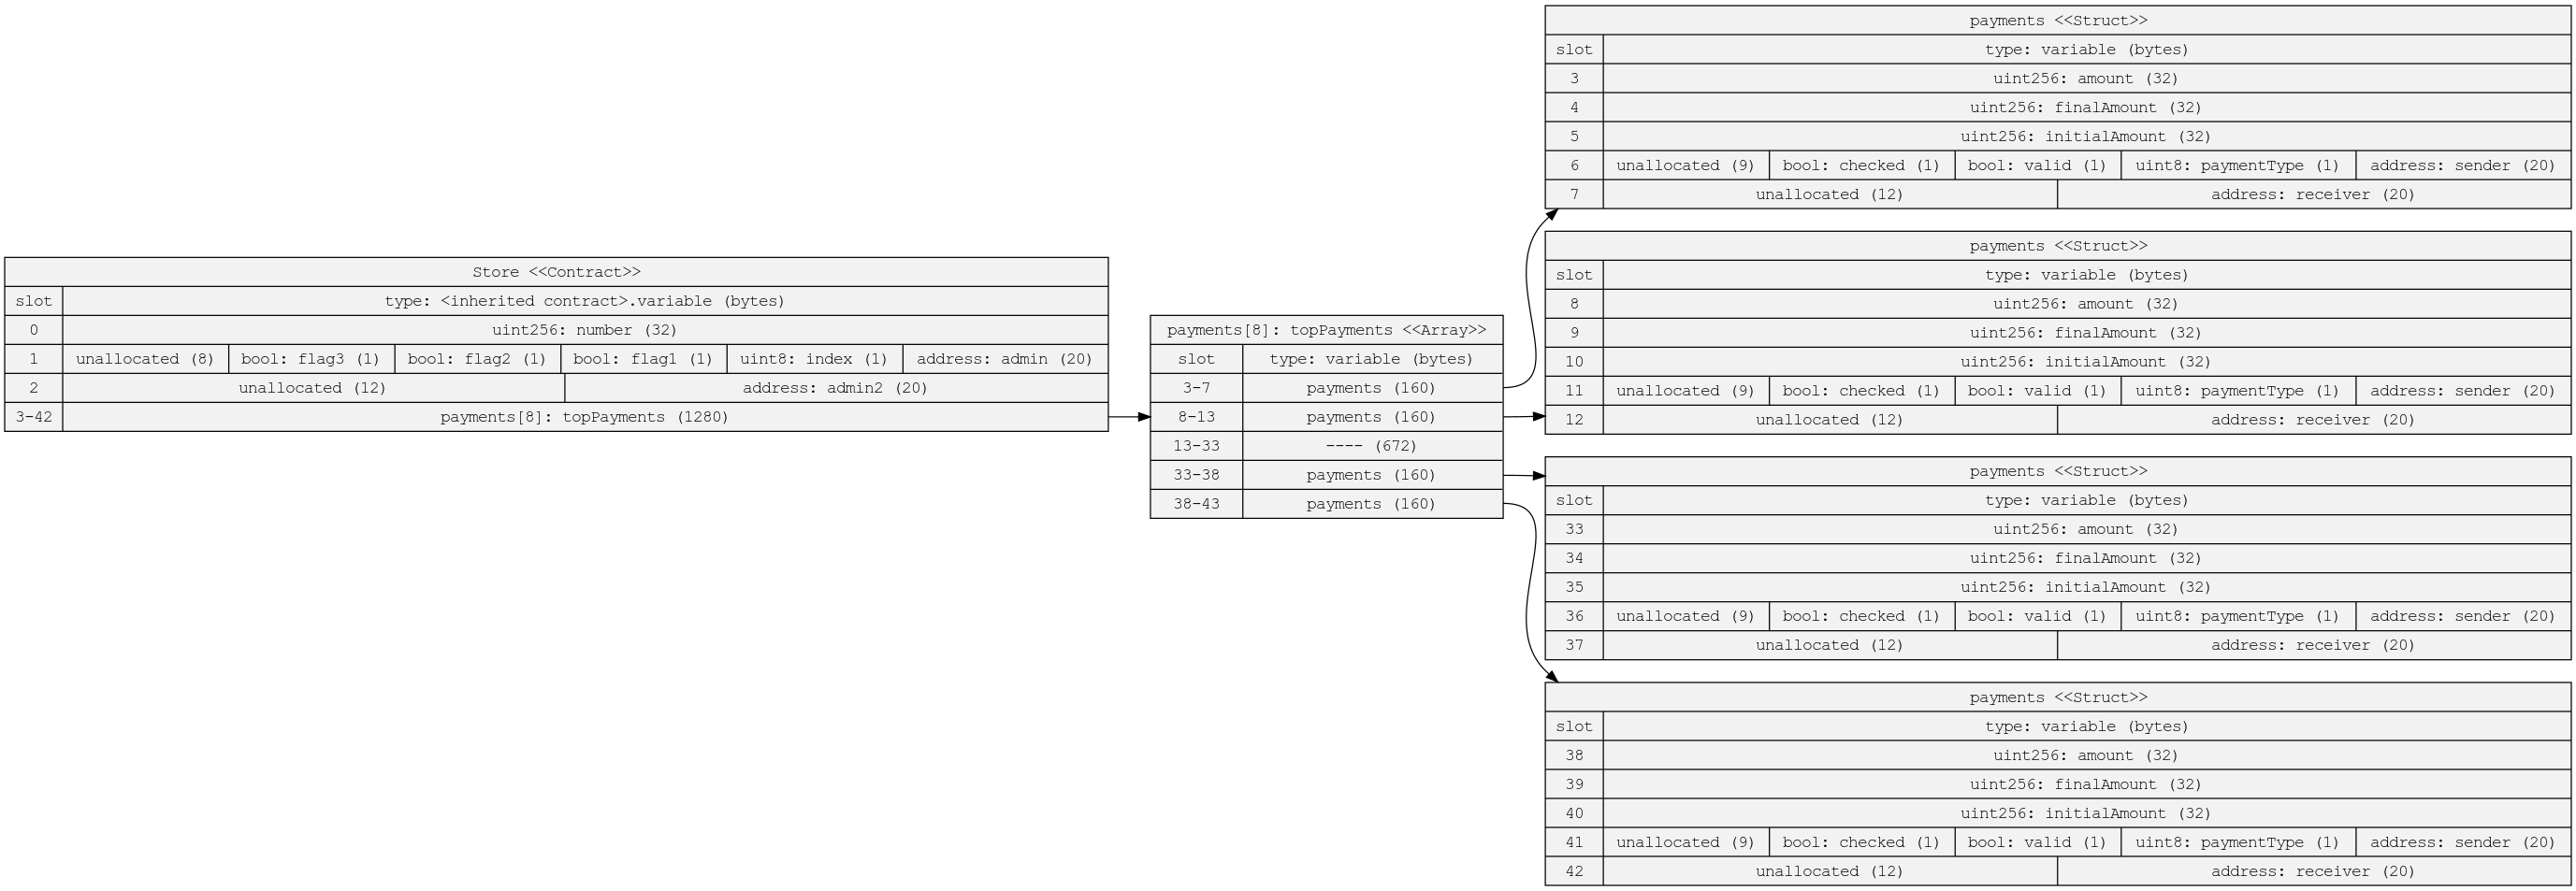 Store <<Contract>>
slot type: <inherited contract>.variable (bytes)
0 uint256: number (32)
1 unallocated (8) bool: flag3 (1) bool: flag2 (1) bool: flag1 (1) uint8: index (1) address: admin (20)
2 unallocated (12) address: admin2 (20)
3-42 payments[8]: topPayments (1280)
payments[8]: topPayments <<Array>>
slot type: variable (bytes)
3-7 payments (160)
8-13 payments (160)
13-33 ---- (672)
33-38 payments (160)
38-43 payments (160)
payments <<Struct>>
slot type: variable (bytes)
3 uint256: amount (32)
4 uint256: finalAmount (32)
5 uint256: initialAmount (32)
6 unallocated (9) bool: checked (1) bool: valid (1) uint8: paymentType (1) address: sender (20)
7 unallocated (12) address: receiver (20)
payments <<Struct>>
slot type: variable (bytes)
8 uint256: amount (32)
9 uint256: finalAmount (32)
10 uint256: initialAmount (32)
11 unallocated (9) bool: checked (1) bool: valid (1) uint8: paymentType (1) address: sender (20)
12 unallocated (12) address: receiver (20)
payments <<Struct>>
slot type: variable (bytes)
33 uint256: amount (32)
34 uint256: finalAmount (32)
35 uint256: initialAmount (32)
36 unallocated (9) bool: checked (1) bool: valid (1) uint8: paymentType (1) address: sender (20)
37 unallocated (12) address: receiver (20)
payments <<Struct>>
slot type: variable (bytes)
38 uint256: amount (32)
39 uint256: finalAmount (32)
40 uint256: initialAmount (32)
41 unallocated (9) bool: checked (1) bool: valid (1) uint8: paymentType (1) address: sender (20)
42 unallocated (12) address: receiver (20)